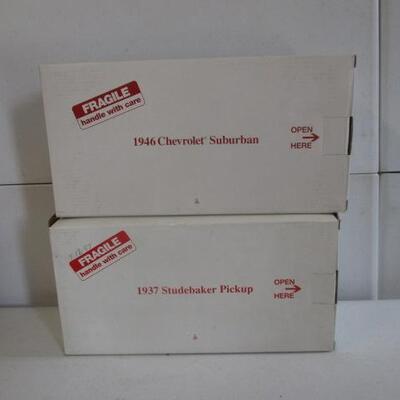 FRAGILE
handle with care
1946 Chevrolet Suburban
OPEN
HERE
FRAGILE
handle with care
1937 Studebaker Pickup
OPEN
HERE